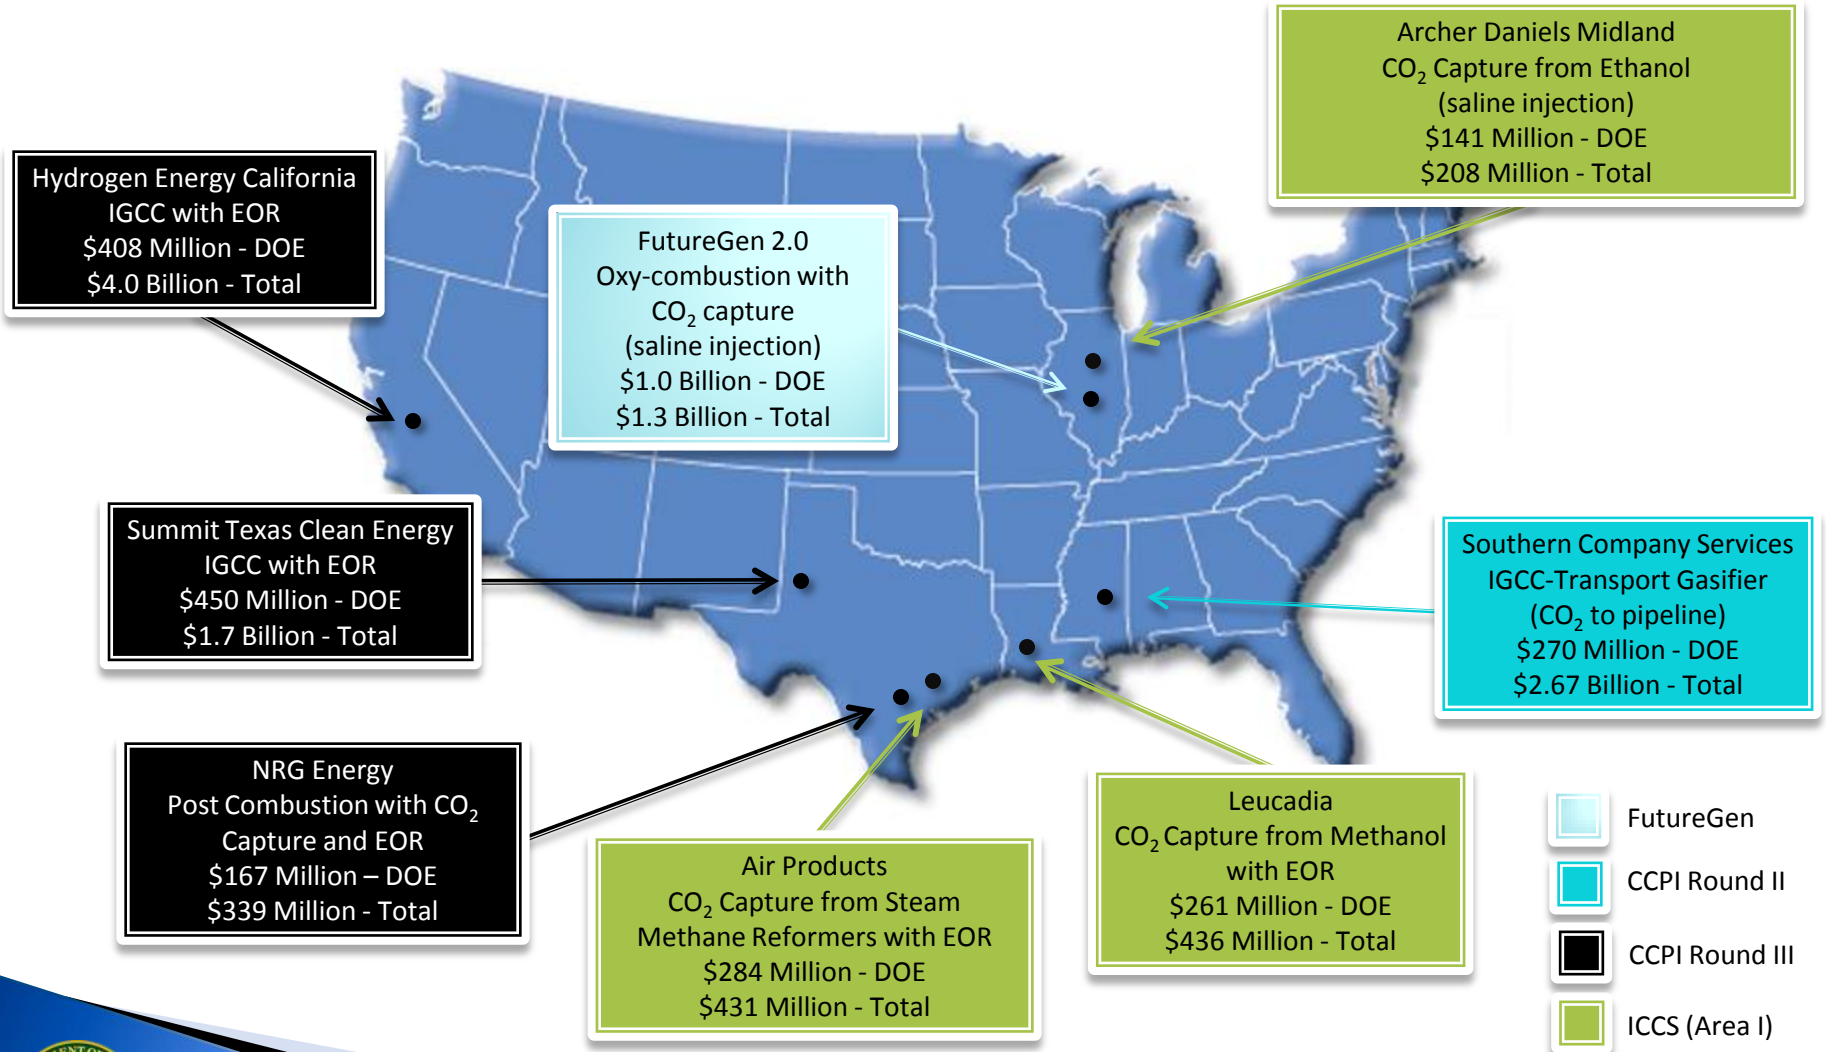 Archer Daniels Midland
CO₂ Capture from Ethanol
(saline injection)
$141 Million - DOE
$208 Million - Total
Hydrogen Energy California
IGCC with EOR
$408 Million - DOE
$4.0 Billion - Total
FutureGen 2.0
Oxy-combustion with
CO₂ capture
(saline injection)
$1.0 Billion - DOE
$1.3 Billion - Total
Summit Texas Clean Energy
IGCC with EOR
$450 Million - DOE
$1.7 Billion - Total
Southern Company Services
IGCC-Transport Gasifier
(CO₂ to pipeline)
$270 Million - DOE
$2.67 Billion - Total
NRG Energy
Post Combustion with CO₂
Capture and EOR
$167 Million – DOE
$339 Million - Total
Air Products
CO₂ Capture from Steam
Methane Reformers with EOR
$284 Million - DOE
$431 Million - Total
Leucadia
CO₂ Capture from Methanol
with EOR
$261 Million - DOE
$436 Million - Total
FutureGen
CCPI Round II
CCPI Round III
ICCS (Area I)